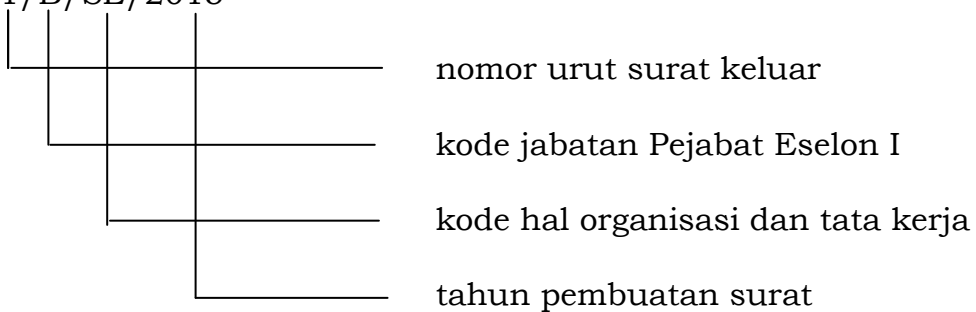 nomor urut surat keluar
kode jabatan Pejabat Eselon I
kode hal organisasi dan tata kerja
tahun pembuatan surat